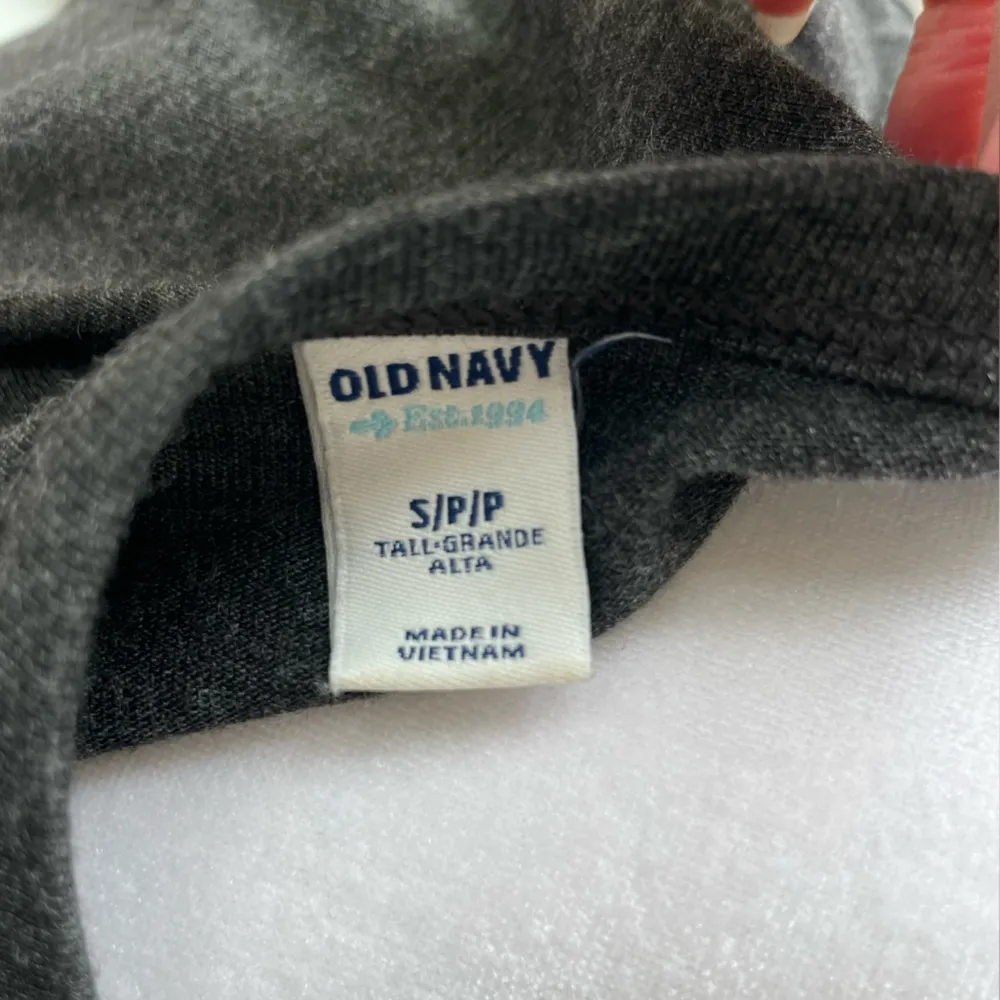 OLD NAVY
Est.1994
S/P/P
TALL·GRANDE
ALTA
MADE IN
VIETNAM